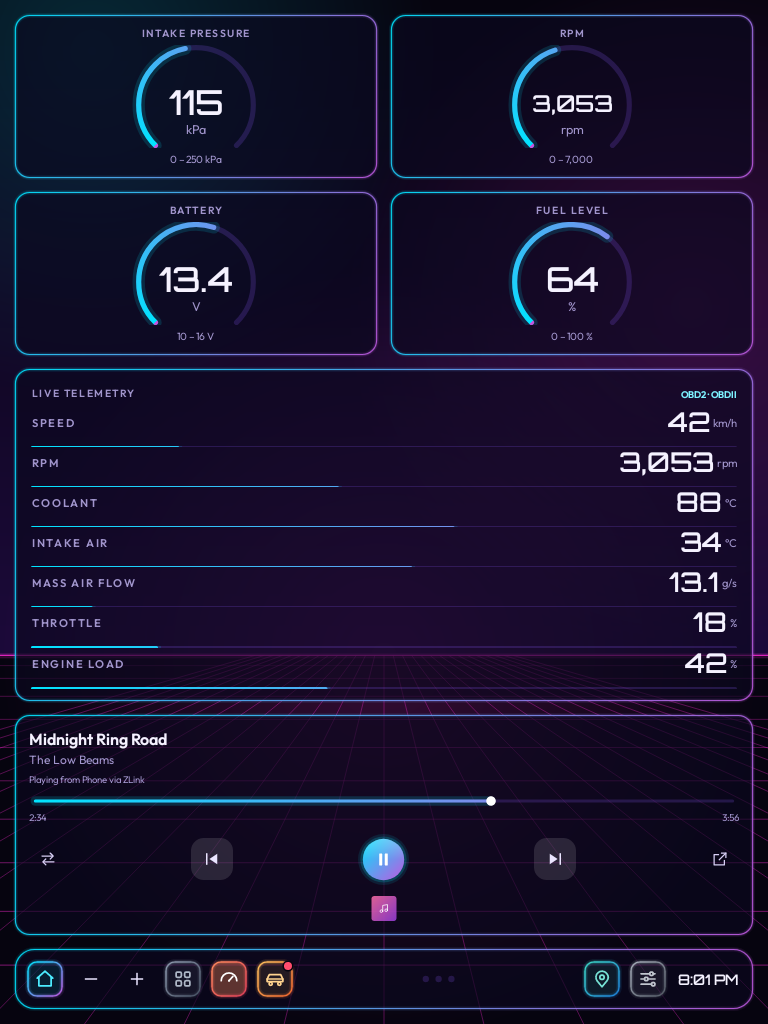 INTAKE PRESSURE
115
kPa
0 – 250 kPa
RPM
3,053
rpm
0 – 7,000
BATTERY
13.4
V
10 – 16 V
FUEL LEVEL
64
%
0 – 100 %
LIVE TELEMETRY OBD2 · OBDII
SPEED 42 km/h
RPM 3,053 rpm
COOLANT 88 °C
INTAKE AIR 34 °C
MASS AIR FLOW 13.1 g/s
THROTTLE 18 %
ENGINE LOAD 42 %
Midnight Ring Road
The Low Beams
Playing from Phone via ZLink
2:34 3:56
8:01 PM